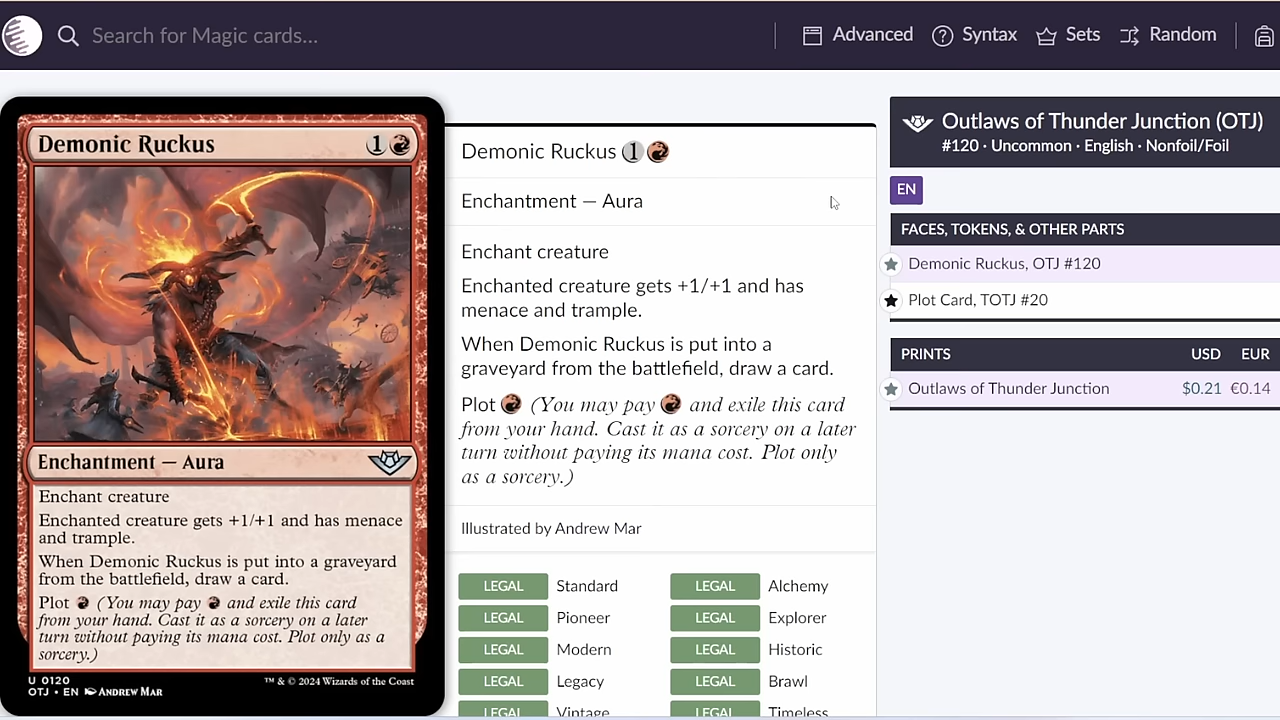 Search for Magic cards...
Advanced
Syntax
Sets
Random
Demonic Ruckus 1
Enchantment — Aura
Enchant creature
Enchanted creature gets +1/+1 and has menace
and trample.
When Demonic Ruckus is put into a graveyard
from the battlefield, draw a card.
Plot (You may pay and exile this card
from your hand. Cast it as a sorcery on a later
turn without paying its mana cost. Plot only as a
sorcery.)
U 0120
OTJ • EN Andrew Mar
™ & © 2024 Wizards of the Coast
Demonic Ruckus 1
Enchantment — Aura
Enchant creature
Enchanted creature gets +1/+1 and has
menace and trample.
When Demonic Ruckus is put into a
graveyard from the battlefield, draw a card.
Plot (You may pay and exile this card
from your hand. Cast it as a sorcery on a later
turn without paying its mana cost. Plot only
as a sorcery.)
Illustrated by Andrew Mar
LEGAL Standard LEGAL Alchemy
LEGAL Pioneer LEGAL Explorer
LEGAL Modern LEGAL Historic
LEGAL Legacy LEGAL Brawl
LEGAL Vintage LEGAL Timeless
Outlaws of Thunder Junction (OTJ)
#120 · Uncommon · English · Nonfoil/Foil
EN
FACES, TOKENS, & OTHER PARTS
Demonic Ruckus, OTJ #120
Plot Card, TOTJ #20
PRINTS USD EUR
Outlaws of Thunder Junction $0.21 €0.14